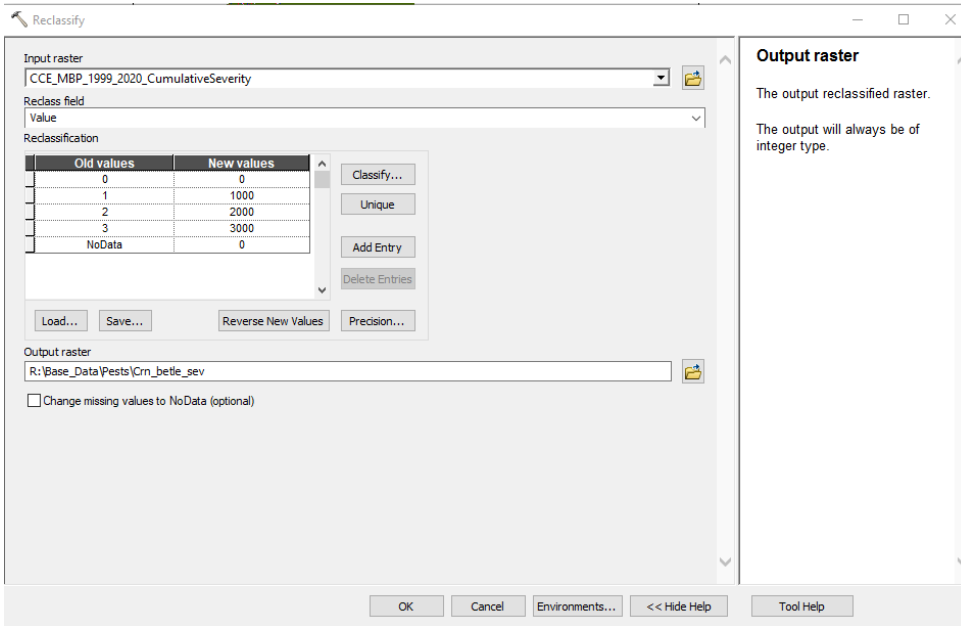 Reclassify
Input raster
CCE_MBP_1999_2020_CumulativeSeverity
Reclass field
Value
Reclassification
Old values New values
0 0
1 1000
2 2000
3 3000
NoData 0
Classify...
Unique
Add Entry
Delete Entries
Load... Save... Reverse New Values Precision...
Output raster
R:\Base_Data\Pests\Crn_betle_sev
Change missing values to NoData (optional)
OK Cancel Environments... << Hide Help Tool Help
Output raster
The output reclassified raster.
The output will always be of
integer type.